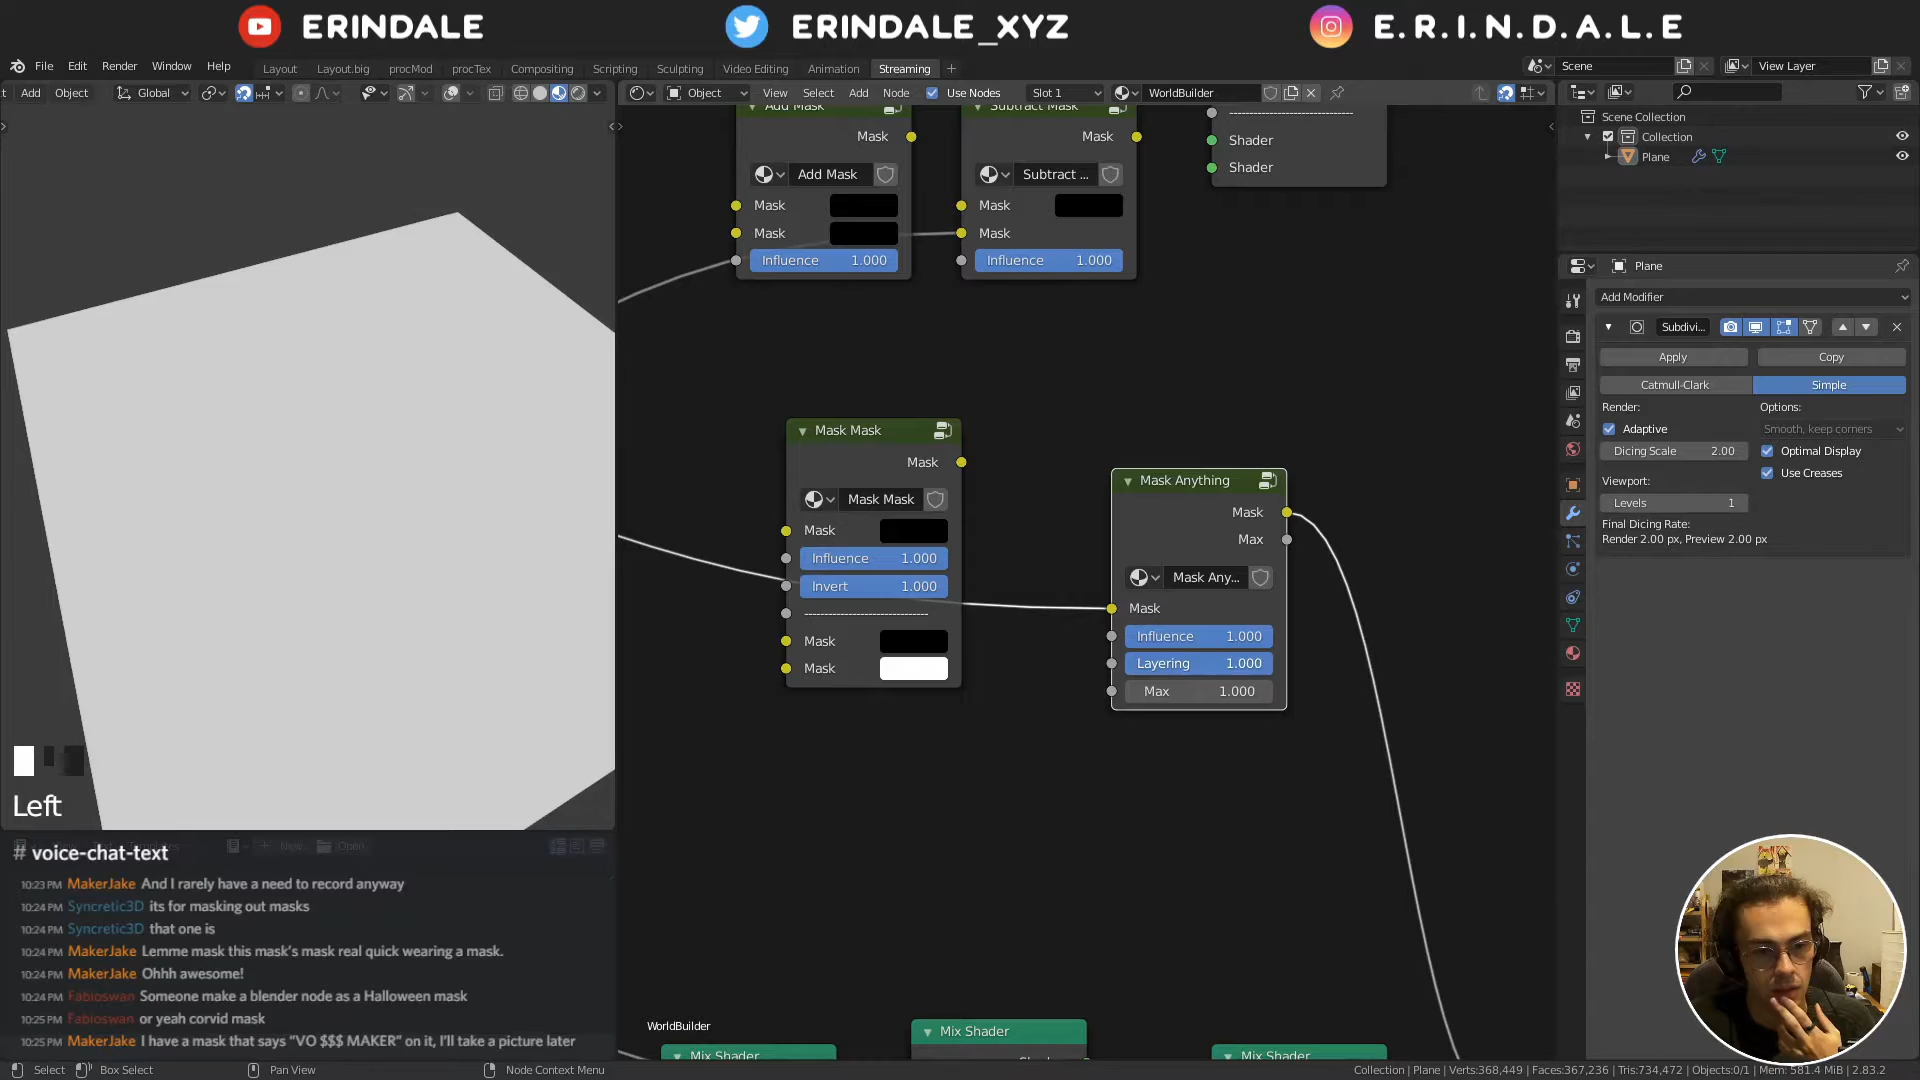 ERINDALE
ERINDALE_XYZ
E.R.I.N.D.A.L.E
File Edit Render Window Help
Layout Layout.big procMod procTex Compositing Scripting Sculpting Video Editing Animation Streaming +
Scene
View Layer
Add Object Global
View Select Add Node Use Nodes
Object
Slot 1
WorldBuilder
Scene Collection
Collection
Plane
Add Mask
Mask
Add Mask
Mask
Mask
Influence 1.000
Subtract Mask
Mask
Subtract ...
Mask
Mask
Influence 1.000
--------------------------------
Shader
Shader
Mask Mask
Mask
Mask Mask
Mask
Influence 1.000
Invert 1.000
--------------------------------
Mask
Mask
Mask Anything
Mask
Max
Mask Any...
Mask
Influence 1.000
Layering 1.000
Max 1.000
WorldBuilder
Mix Shader
Mix Shader
Mix Shader
Plane
Add Modifier
Subdivi...
Apply Copy
Catmull-Clark Simple
Render: Options:
Adaptive Smooth, keep corners
Dicing Scale 2.00 Optimal Display
Viewport: Use Creases
Levels 1
Final Dicing Rate:
Render 2.00 px, Preview 2.00 px
Left
# voice-chat-text
10:23 PM MakerJake And I rarely have a need to record anyway
10:24 PM Syncretic3D its for masking out masks
10:24 PM Syncretic3D that one is
10:24 PM MakerJake Lemme mask this mask's mask real quick wearing a mask.
10:24 PM MakerJake Ohhh awesome!
10:24 PM Fabioswan Someone make a blender node as a Halloween mask
10:25 PM Fabioswan or yeah corvid mask
10:25 PM MakerJake I have a mask that says "VO $$$ MAKER" on it, I'll take a picture later
Select Box Select Pan View Node Context Menu
Collection | Plane | Verts:368,449 | Faces:367,236 | Tris:734,472 | Objects:0/1 | Mem: 581.4 MiB | 2.83.2